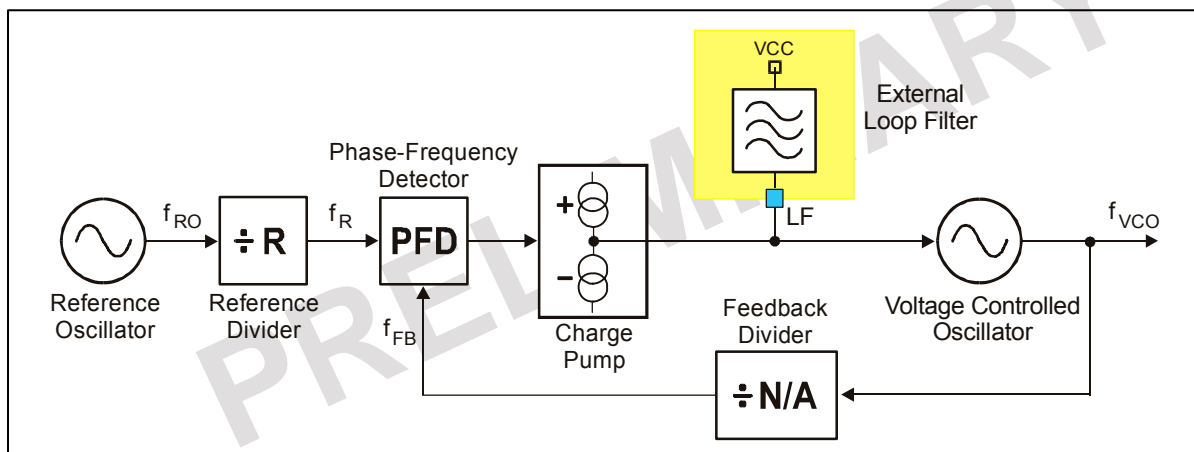 PRELIMINARY
VCC
External
Loop Filter
LF
Phase-Frequency
Detector
f RO
÷ R
f R
PFD
+
−
f VCO
Reference
Oscillator
Reference
Divider
f FB
Charge
Pump
Feedback
Divider
÷ N/A
Voltage Controlled
Oscillator